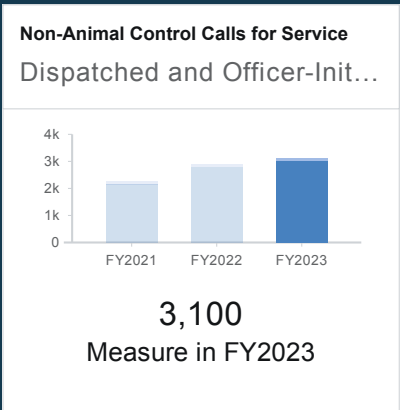 Non-Animal Control Calls for Service
Dispatched and Officer-Init...
4k
3k
2k
1k
0
FY2021 FY2022 FY2023
3,100
Measure in FY2023